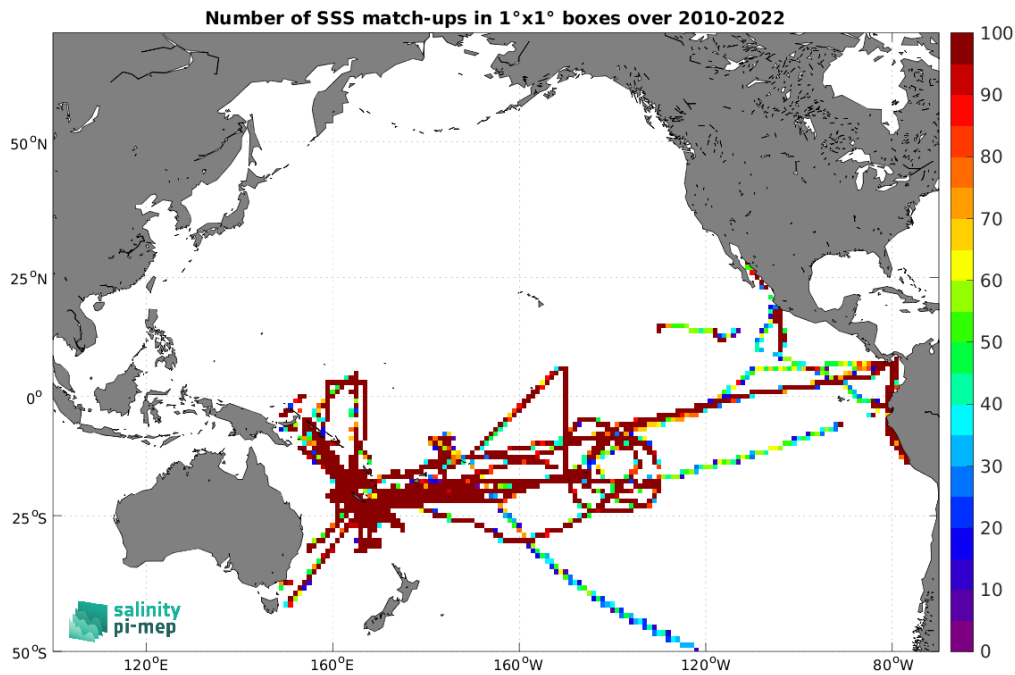 Number of SSS match-ups in 1°x1° boxes over 2010-2022
50°N
25°N
0°
25°S
50°S
120°E
160°E
160°W
120°W
80°W
100
90
80
70
60
50
40
30
20
10
0
salinity
pi-mep